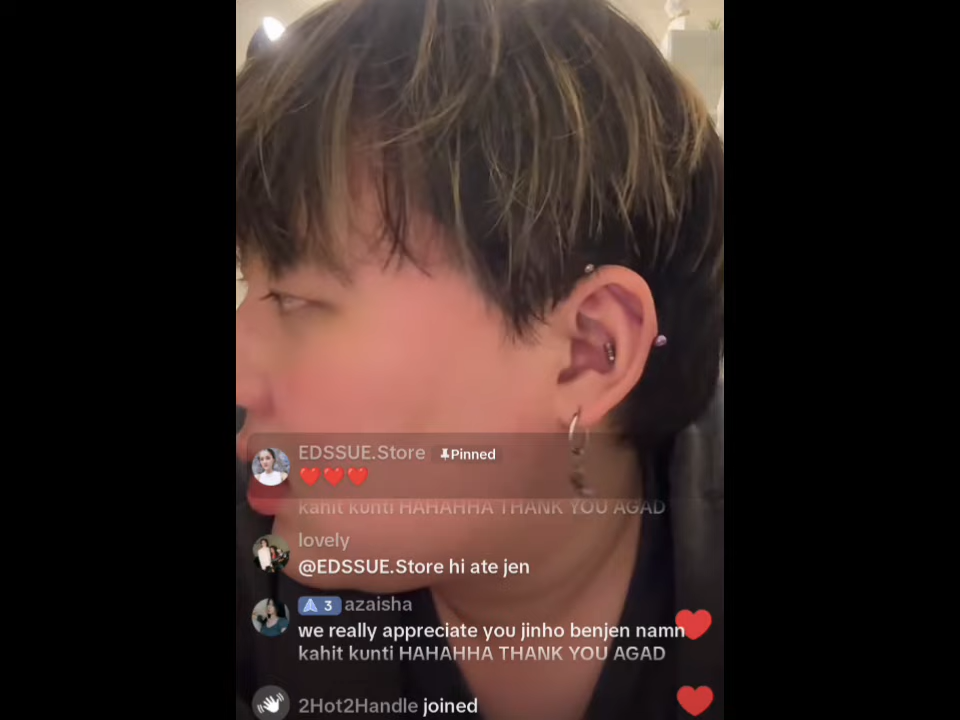 EDSSUE.Store Pinned
❤️❤️❤️
kahit kunti HAHAHHA THANK YOU AGAD
lovely
@EDSSUE.Store hi ate jen
3 azaisha
we really appreciate you jinho benjen namn
kahit kunti HAHAHHA THANK YOU AGAD
2Hot2Handle joined